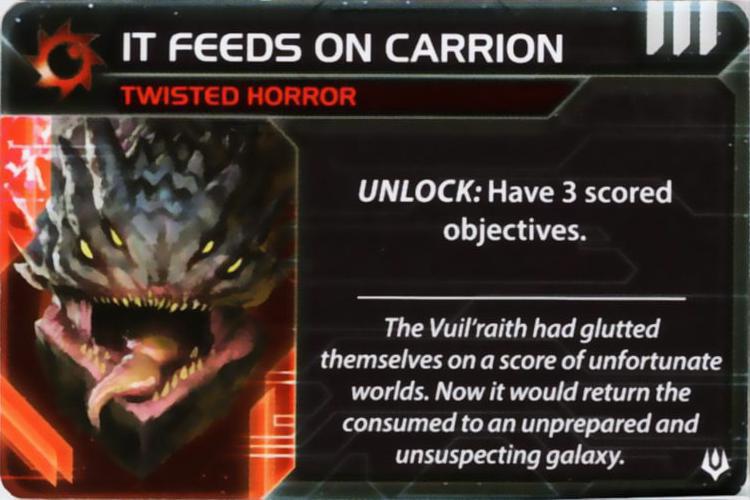 IT FEEDS ON CARRION
TWISTED HORROR
UNLOCK: Have 3 scored
objectives.
The Vuil'raith had glutted
themselves on a score of unfortunate
worlds. Now it would return the
consumed to an unprepared and
unsuspecting galaxy.